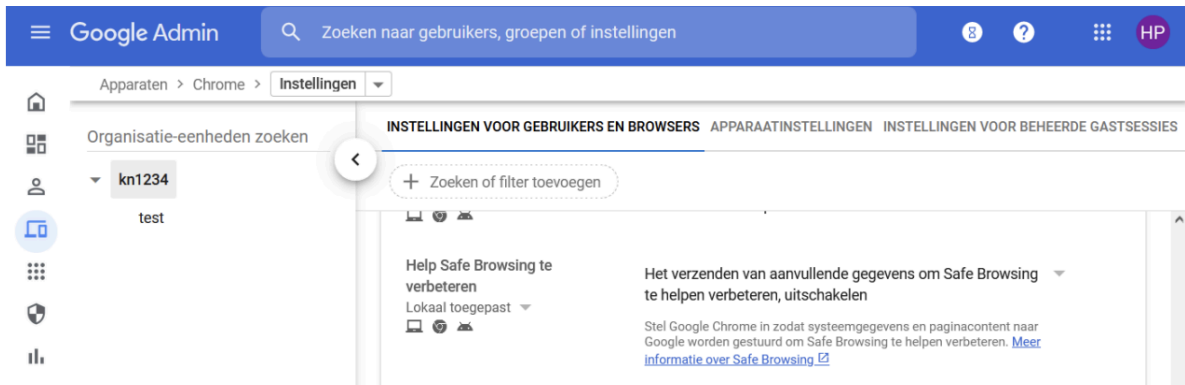 Google Admin
Zoeken naar gebruikers, groepen of instellingen
HP
Apparaten > Chrome > Instellingen
Organisatie-eenheden zoeken
kn1234
test
INSTELLINGEN VOOR GEBRUIKERS EN BROWSERS APPARAATINSTELLINGEN INSTELLINGEN VOOR BEHEERDE GASTSESSIES
+ Zoeken of filter toevoegen
Help Safe Browsing te
verbeteren
Lokaal toegepast
Het verzenden van aanvullende gegevens om Safe Browsing
te helpen verbeteren, uitschakelen
Stel Google Chrome in zodat systeemgegevens en paginacontent naar
Google worden gestuurd om Safe Browsing te helpen verbeteren. Meer
informatie over Safe Browsing